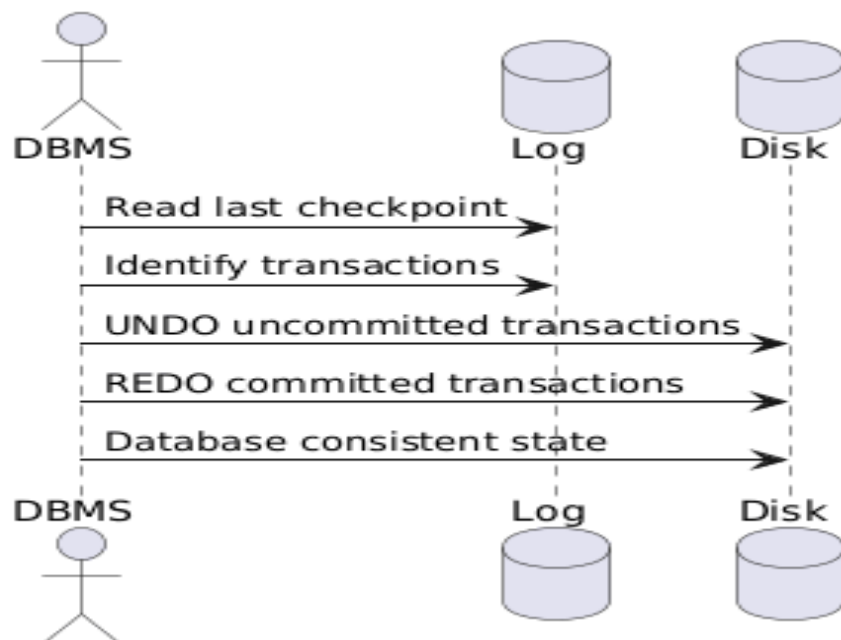 DBMS
Log
Disk
Read last checkpoint
Identify transactions
UNDO uncommitted transactions
REDO committed transactions
Database consistent state
DBMS
Log
Disk